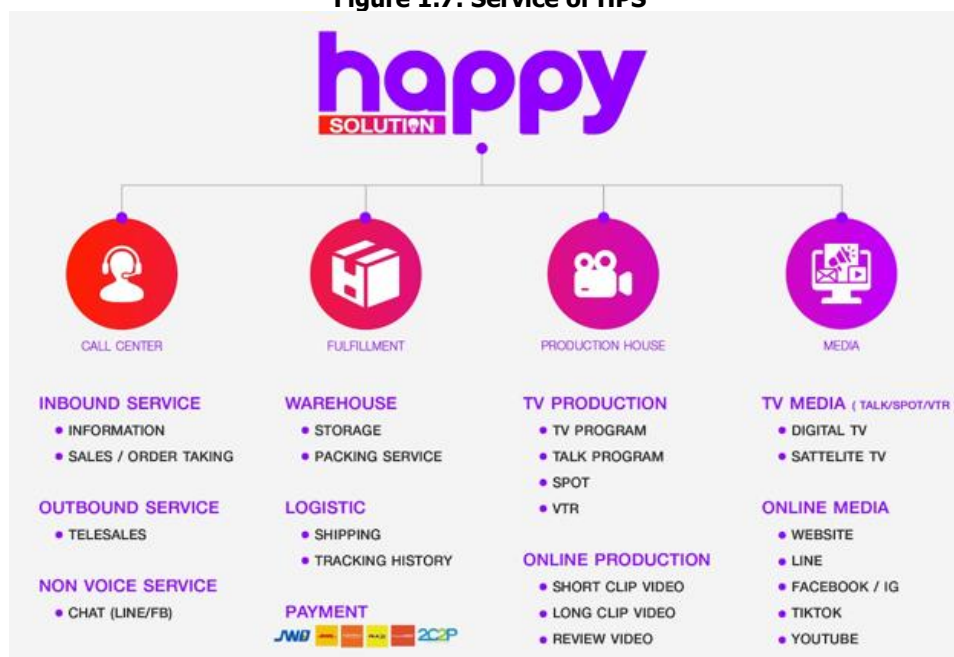 Figure 1.7: Service of HPS
happy
SOLUTION
CALL CENTER
INBOUND SERVICE
INFORMATION
SALES / ORDER TAKING
OUTBOUND SERVICE
TELESALES
NON VOICE SERVICE
CHAT (LINE/FB)
FULFILLMENT
WAREHOUSE
STORAGE
PACKING SERVICE
LOGISTIC
SHIPPING
TRACKING HISTORY
PAYMENT
JWD
2C2P
PRODUCTION HOUSE
TV PRODUCTION
TV PROGRAM
TALK PROGRAM
SPOT
VTR
ONLINE PRODUCTION
SHORT CLIP VIDEO
LONG CLIP VIDEO
REVIEW VIDEO
MEDIA
TV MEDIA ( TALK/SPOT/VTR
DIGITAL TV
SATTELITE TV
ONLINE MEDIA
WEBSITE
LINE
FACEBOOK / IG
TIKTOK
YOUTUBE